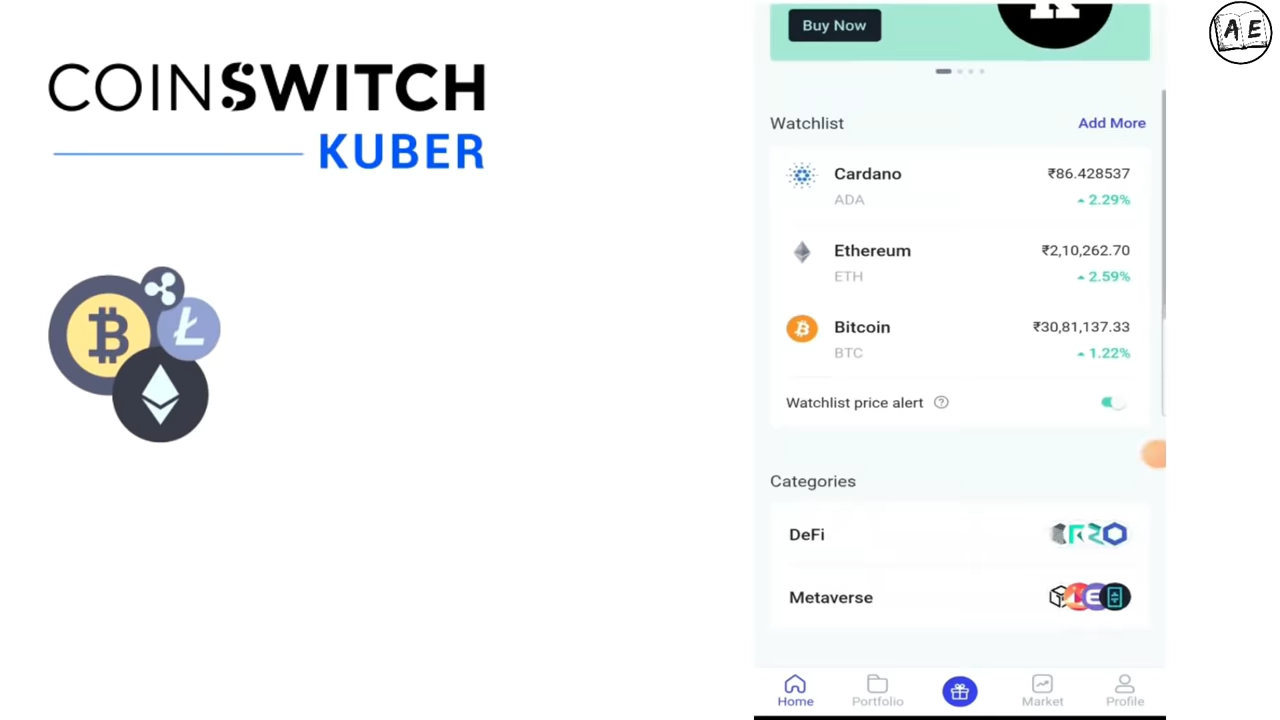 COINSWITCH
KUBER
AE
Buy Now
Watchlist
Add More
Cardano
₹86.428537
ADA
2.29%
Ethereum
₹2,10,262.70
ETH
2.59%
Bitcoin
₹30,81,137.33
BTC
1.22%
Watchlist price alert ?
Categories
DeFi
Metaverse
Home
Portfolio
Market
Profile